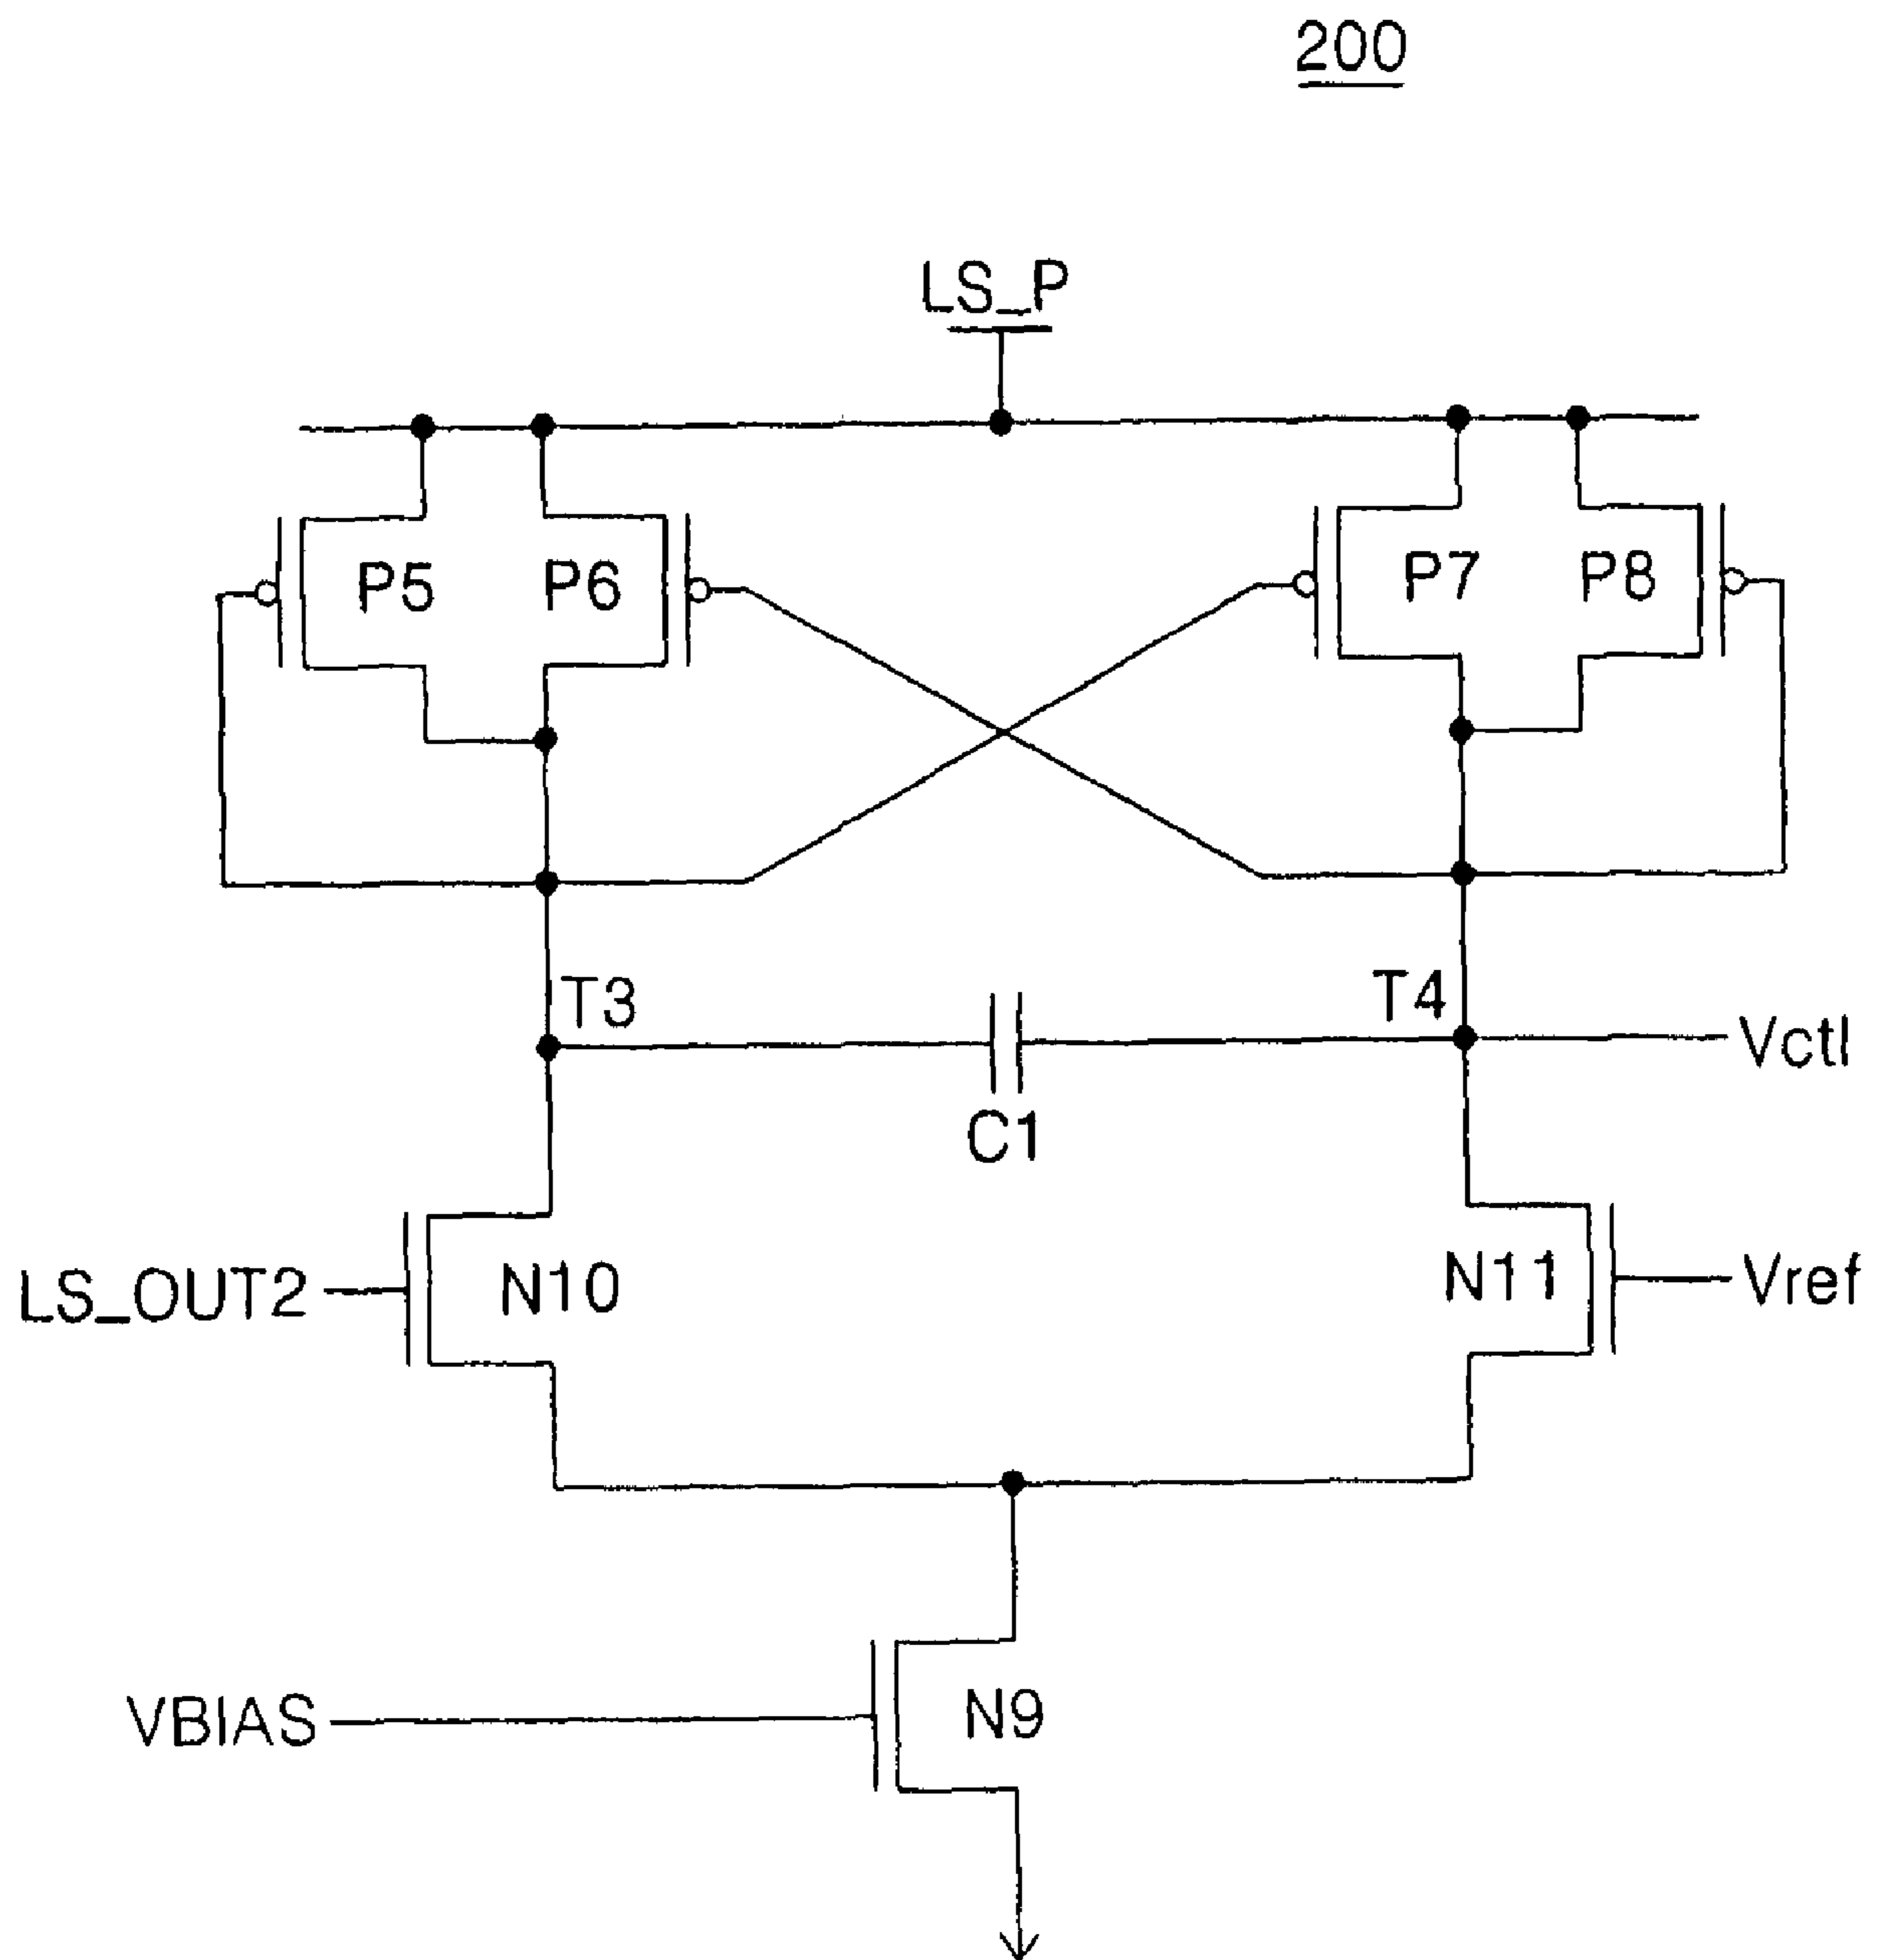 200
LS_P
P5
P6
P7
P8
T3
T4
Vctl
C1
LS_OUT2
N10
N11
Vref
VBIAS
N9